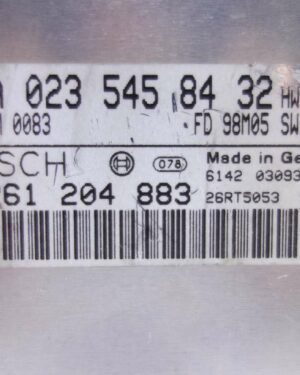 023 545 84 32 HW
0083 FD 98M05 SW
SCH 078 Made in Ge
6142 03093
61 204 883 26RT5053